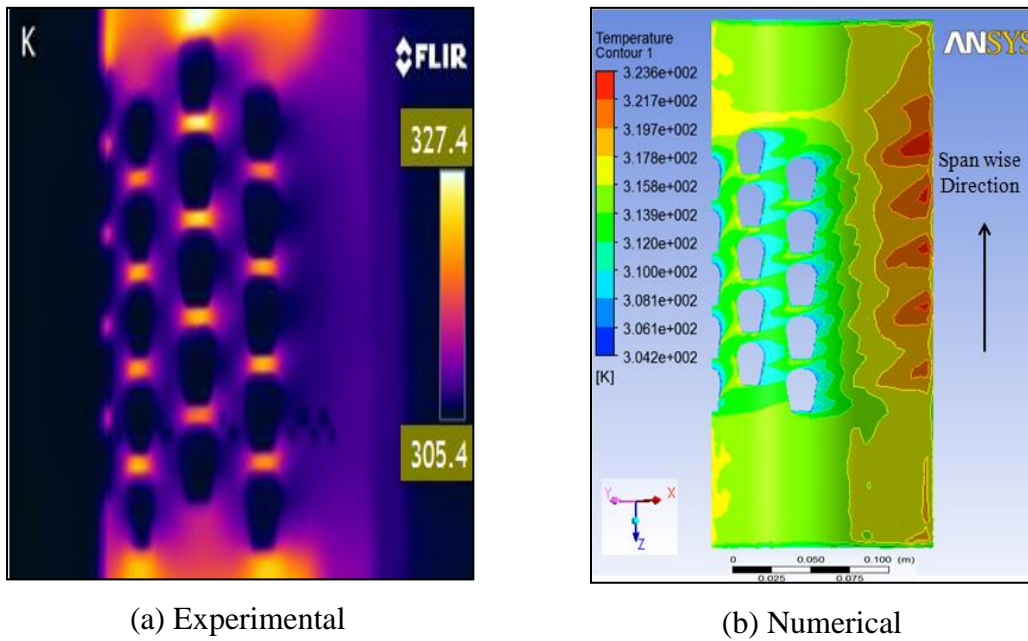 K
FLIR
327.4
305.4
(a) Experimental
Temperature
Contour 1
3.236e+002
3.217e+002
3.197e+002
3.178e+002
3.158e+002
3.139e+002
3.120e+002
3.100e+002
3.081e+002
3.061e+002
3.042e+002
[K]
ANSYS
Span wise
Direction
Y
X
Z
0
0.050
0.100
(m)
0.025
0.075
(b) Numerical